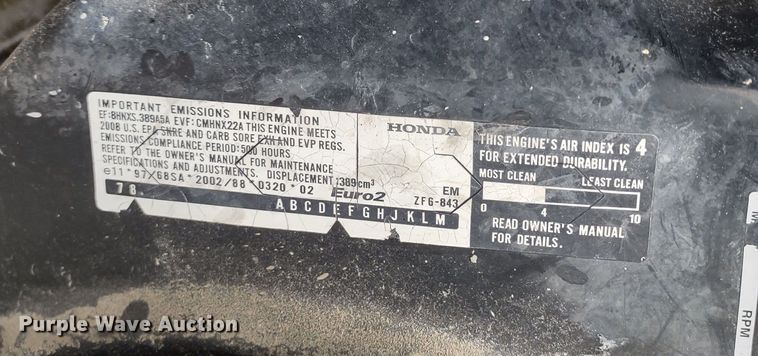 IMPORTANT EMISSIONS INFORMATION
EF:8HNXS.389A5A EVF:CMHNX22A THIS ENGINE MEETS
2008 U.S. EPA SNRE AND CARB SORE EXH AND EVP REGS.
EMISSIONS COMPLIANCE PERIOD:500 HOURS
REFER TO THE OWNER'S MANUAL FOR MAINTENANCE
SPECIFICATIONS AND ADJUSTMENTS. DISPLACEMENT:389cm³
e11*97/68SA*2002/88*0320*02 Euro2
78
ABCDEFGHJKLM
HONDA
EM
ZF6-843
THIS ENGINE'S AIR INDEX IS 4
FOR EXTENDED DURABILITY.
MOST CLEAN LEAST CLEAN
0 4 10
READ OWNER'S MANUAL
FOR DETAILS.
RPM
Purple Wave Auction